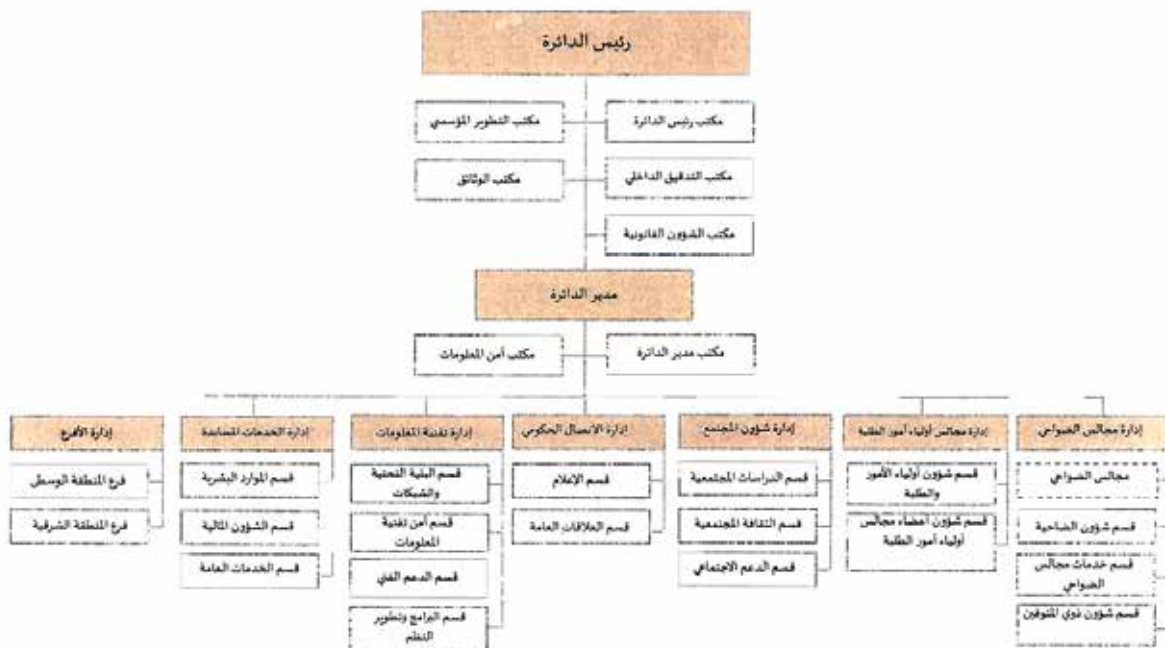 رئيس الدائرة
مكتب رئيس الدائرة
مكتب التطوير المؤسسي
مكتب التدقيق الداخلي
مكتب الوثائق
مكتب الشؤون القانونية
مدير الدائرة
مكتب مدير الدائرة
مكتب أمن المعلومات
إدارة مجالس الضواحي
مجالس الضواحي
قسم شؤون الضاحية
قسم خدمات مجالس
الضواحي
قسم شؤون ذوي المتوفين
إدارة مجالس أولياء أمور الطلبة
قسم شؤون أولياء الأمور
والطلبة
قسم شؤون أعضاء مجالس
أولياء أمور الطلبة
إدارة شؤون المجتمع
قسم الدراسات المجتمعية
قسم الثقافة المجتمعية
قسم الدعم الاجتماعي
إدارة الاتصال الحكومي
قسم الإعلام
قسم العلاقات العامة
إدارة تقنية المعلومات
قسم البنية التحتية
والشبكات
قسم أمن تقنية
المعلومات
قسم الدعم الفني
قسم البرامج وتطوير
النظم
إدارة الخدمات المساندة
قسم الموارد البشرية
قسم الشؤون المالية
قسم الخدمات العامة
إدارة الأفرع
فرع المنطقة الوسطى
فرع المنطقة الشرقية